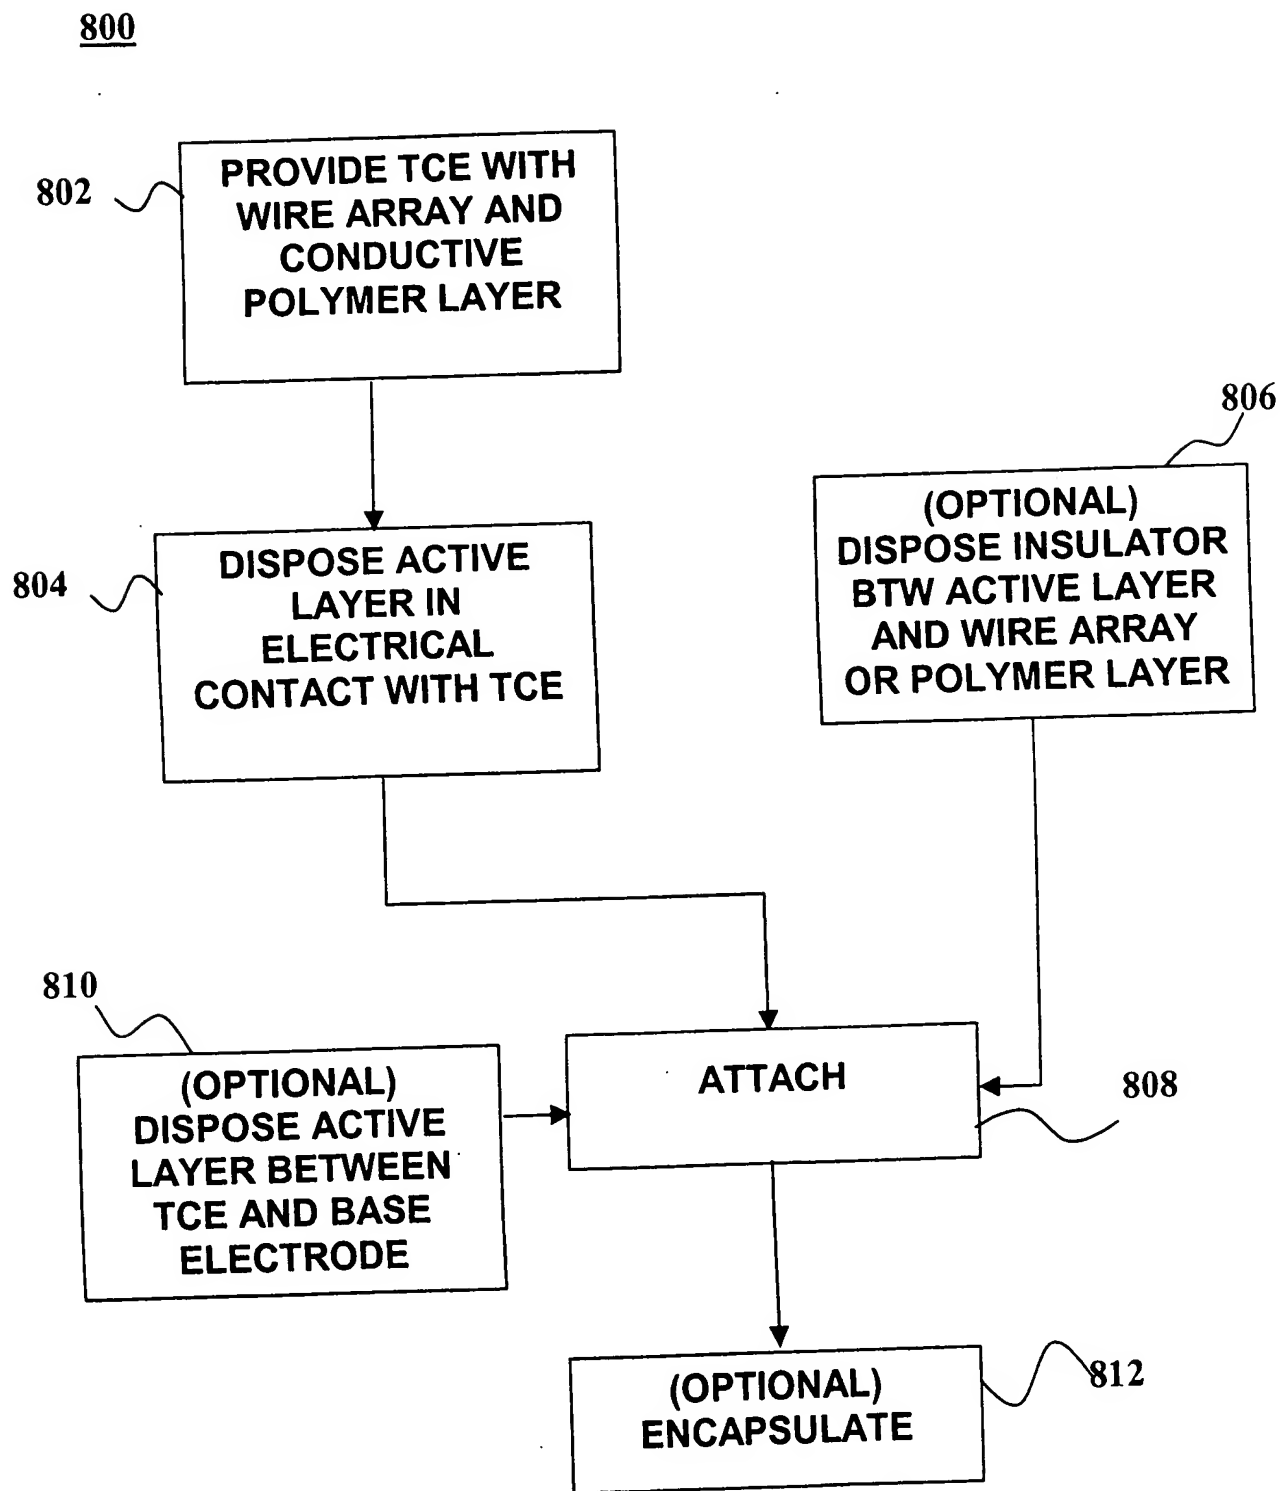 800
802
PROVIDE TCE WITH
WIRE ARRAY AND
CONDUCTIVE
POLYMER LAYER
804
DISPOSE ACTIVE
LAYER IN
ELECTRICAL
CONTACT WITH TCE
806
(OPTIONAL)
DISPOSE INSULATOR
BTW ACTIVE LAYER
AND WIRE ARRAY
OR POLYMER LAYER
810
(OPTIONAL)
DISPOSE ACTIVE
LAYER BETWEEN
TCE AND BASE
ELECTRODE
ATTACH
808
(OPTIONAL)
ENCAPSULATE
812